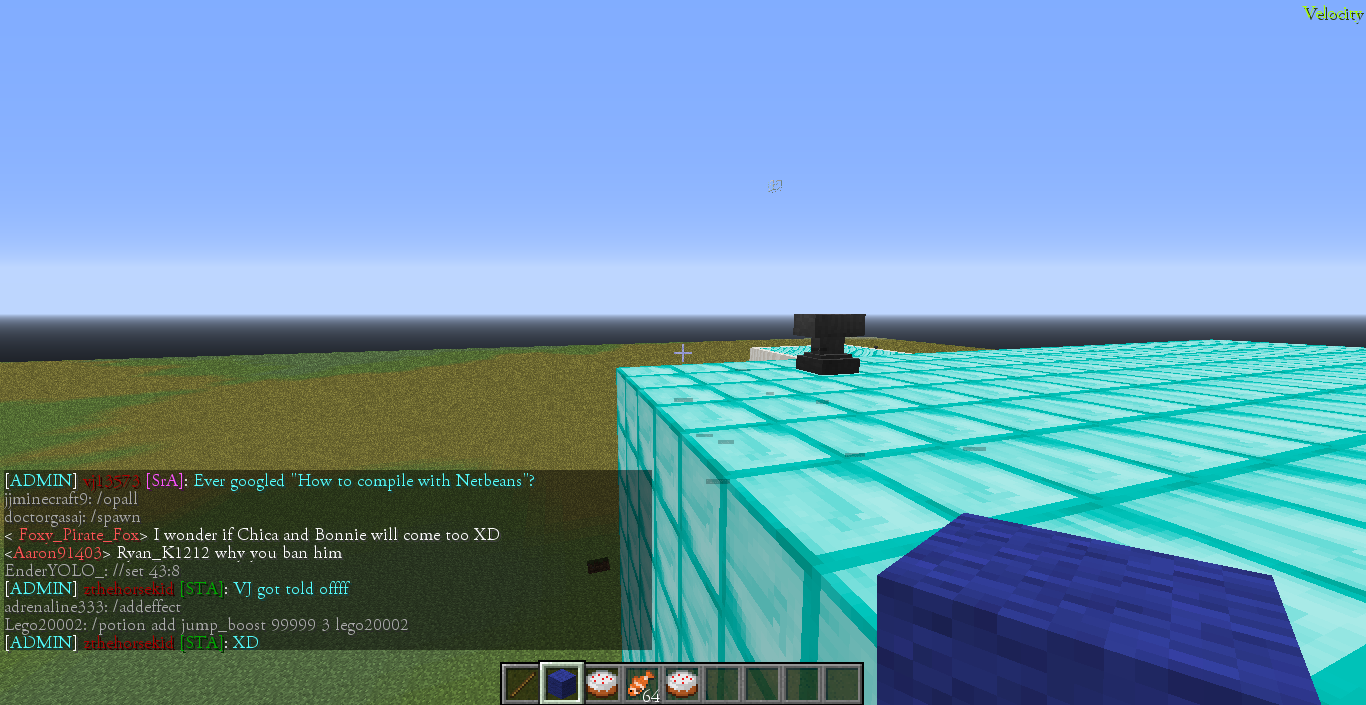 Velocity
[ADMIN] vj13573 [SrA]: Ever googled "How to compile with Netbeans"?
jjminecraft9: /opall
doctorgasaj: /spawn
< Foxy_Pirate_Fox> I wonder if Chica and Bonnie will come too XD
<Aaron91403> Ryan_K1212 why you ban him
EnderYOLO_: //set 43:8
[ADMIN] [STA]: VJ got told offff
adrenaline333: /addeffect
Lego20002: /potion add jump_boost 99999 3 lego20002
[ADMIN] [STA]: XD
64